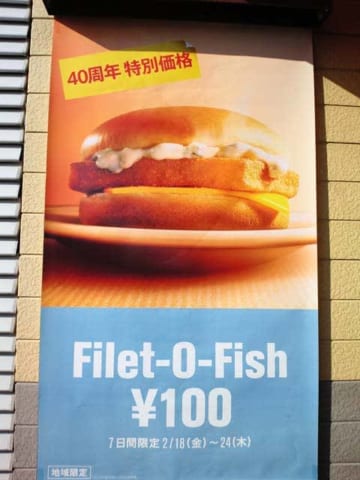 40周年 特別価格
Filet-O-Fish
¥100
7日間限定 2/18(金)～24(木)
地域限定